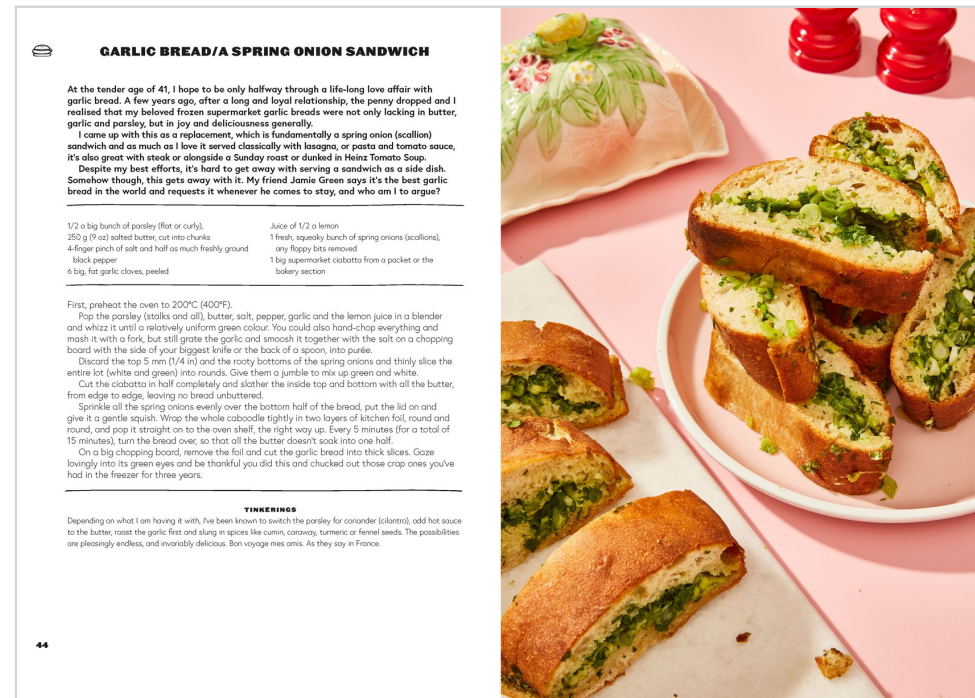 GARLIC BREAD/A SPRING ONION SANDWICH
At the tender age of 41, I hope to be only halfway through a life-long love affair with
garlic bread. A few years ago, after a long and loyal relationship, the penny dropped and I
realised that my beloved frozen supermarket garlic breads were not only lacking in butter,
garlic and parsley, but in joy and deliciousness generally.
I came up with this as a replacement, which is fundamentally a spring onion (scallion)
sandwich and as much as I love it served classically with lasagna, or pasta and tomato sauce,
it's also great with steak or alongside a Sunday roast or dunked in Heinz Tomato Soup.
Despite my best efforts, it's hard to get away with serving a sandwich as a side dish.
Somehow though, this gets away with it. My friend Jamie Green says it's the best garlic
bread in the world and requests it whenever he comes to stay, and who am I to argue?
1/2 a big bunch of parsley (flat or curly),
250 g (9 oz) salted butter, cut into chunks
4-finger pinch of salt and half as much freshly ground
black pepper
6 big, fat garlic cloves, peeled
Juice of 1/2 a lemon
1 fresh, squeaky bunch of spring onions (scallions),
any floppy bits removed
1 big supermarket ciabatta from a packet or the
bakery section
First, preheat the oven to 200°C (400°F).
Pop the parsley (stalks and all), butter, salt, pepper, garlic and the lemon juice in a blender
and whizz it until a relatively uniform green colour. You could also hand-chop everything and
mash it with a fork, but still grate the garlic and smoosh it together with the salt on a chopping
board with the side of your biggest knife or the back of a spoon, into purée.
Discard the top 5 mm (1/4 in) and the rooty bottoms of the spring onions and thinly slice the
entire lot (white and green) into rounds. Give them a jumble to mix up green and white.
Cut the ciabatta in half completely and slather the inside top and bottom with all the butter,
from edge to edge, leaving no bread unbuttered.
Sprinkle all the spring onions evenly over the bottom half of the bread, put the lid on and
give it a gentle squish. Wrap the whole caboodle tightly in two layers of kitchen foil, round and
round, and pop it straight on to the oven shelf, the right way up. Every 5 minutes (for a total of
15 minutes), turn the bread over, so that all the butter doesn't soak into one half.
On a big chopping board, remove the foil and cut the garlic bread into thick slices. Gaze
lovingly into its green eyes and be thankful you did this and chucked out those crap ones you've
had in the freezer for three years.
TINKERINGS
Depending on what I am having it with, I've been known to switch the parsley for coriander (cilantro), add hot sauce
to the butter, roast the garlic first and slung in spices like cumin, caraway, turmeric or fennel seeds. The possibilities
are pleasingly endless, and invariably delicious. Bon voyage mes amis. As they say in France.
44